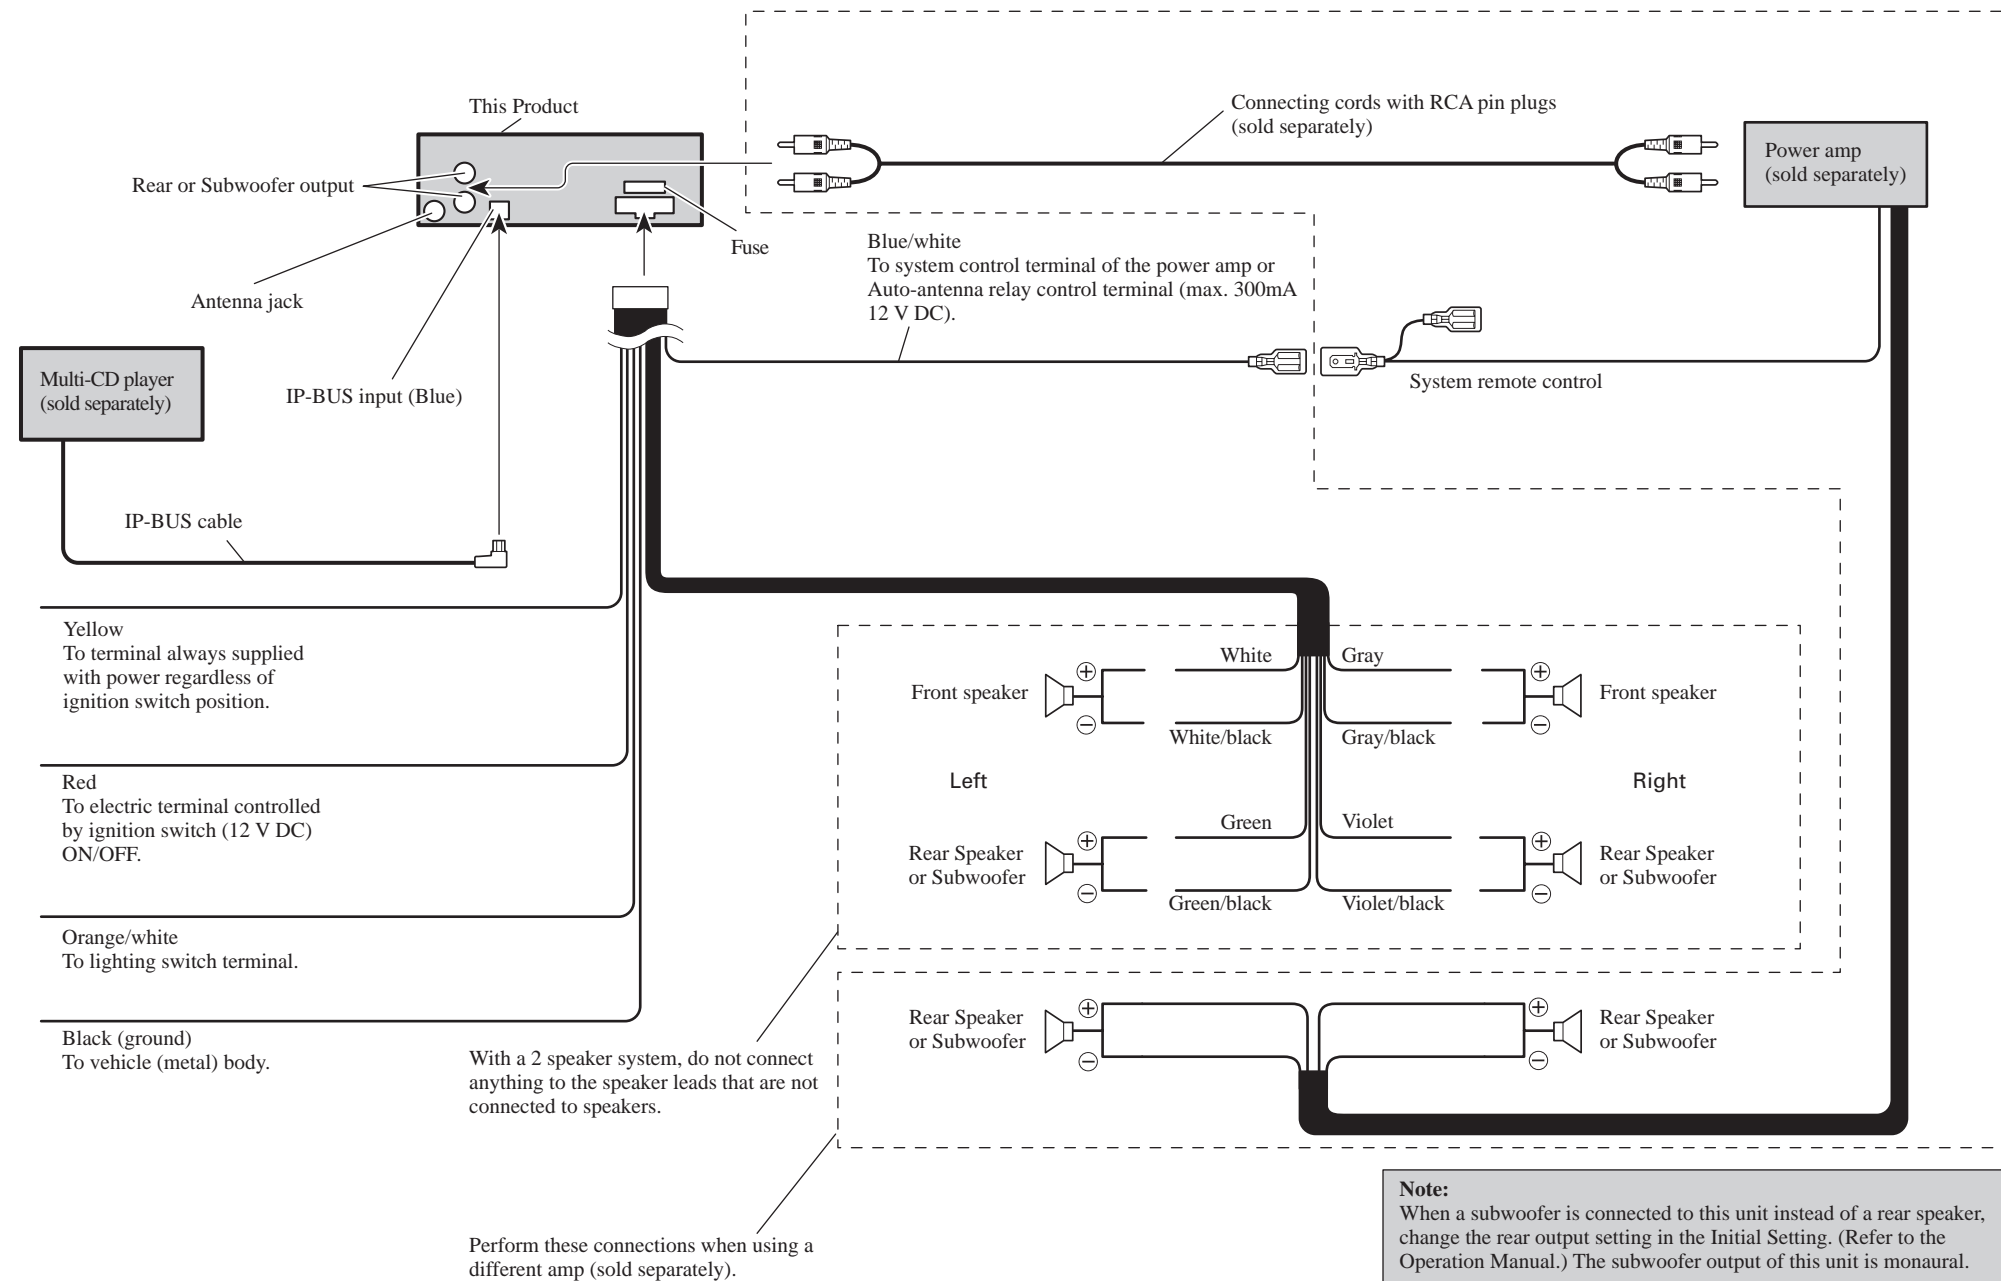 This Product
Connecting cords with RCA pin plugs
(sold separately)
Power amp
(sold separately)
Rear or Subwoofer output
Fuse
Blue/white
To system control terminal of the power amp or
Auto-antenna relay control terminal (max. 300mA
12 V DC).
Antenna jack
Multi-CD player
(sold separately)
IP-BUS input (Blue)
System remote control
IP-BUS cable
Yellow
To terminal always supplied
with power regardless of
ignition switch position.
White
Gray
Front speaker
⊕
⊖
⊕
⊖
Front speaker
White/black
Gray/black
Left
Right
Red
To electric terminal controlled
by ignition switch (12 V DC)
ON/OFF.
Green
Violet
Rear Speaker
or Subwoofer
⊕
⊖
⊕
⊖
Rear Speaker
or Subwoofer
Green/black
Violet/black
Orange/white
To lighting switch terminal.
Rear Speaker
or Subwoofer
⊕
⊖
⊕
⊖
Rear Speaker
or Subwoofer
Black (ground)
To vehicle (metal) body.
With a 2 speaker system, do not connect
anything to the speaker leads that are not
connected to speakers.
Perform these connections when using a
different amp (sold separately).
Note:
When a subwoofer is connected to this unit instead of a rear speaker,
change the rear output setting in the Initial Setting. (Refer to the
Operation Manual.) The subwoofer output of this unit is monaural.